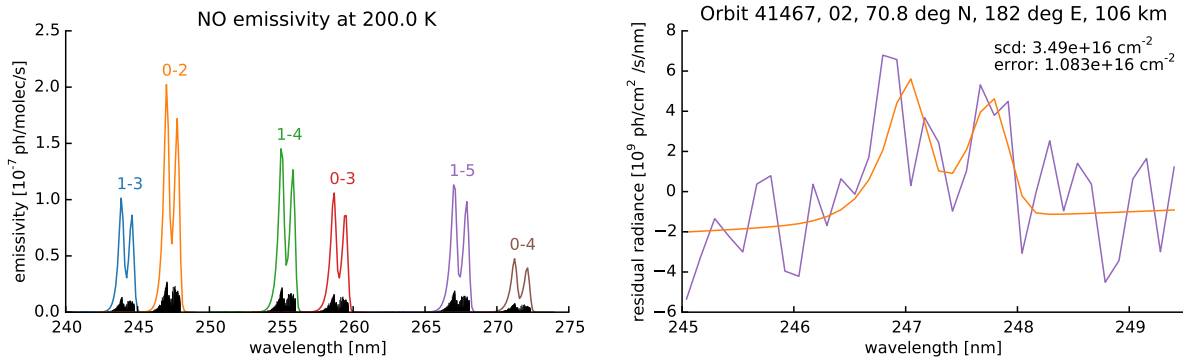 NO emissivity at 200.0 K
emissivity [10-7 ph/molec/s]
2.5
2.0
1.5
1.0
0.5
0.0
1-3
0-2
1-4
0-3
1-5
0-4
240 245 250 255 260 265 270 275
wavelength [nm]
Orbit 41467, 02, 70.8 deg N, 182 deg E, 106 km
residual radiance [10^9 ph/cm^2 /s/nm]
8
6
4
2
0
−2
−4
−6
scd: 3.49e+16 cm-2
error: 1.083e+16 cm-2
245 246 247 248 249
wavelength [nm]